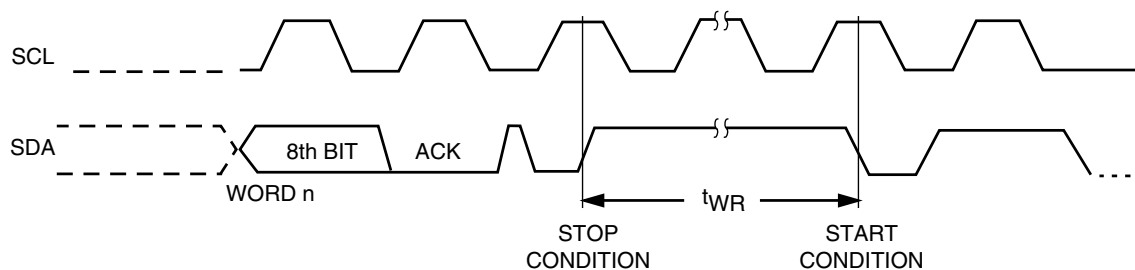 SCL
SDA
8th BIT
ACK
WORD n
tWR
STOP
CONDITION
START
CONDITION